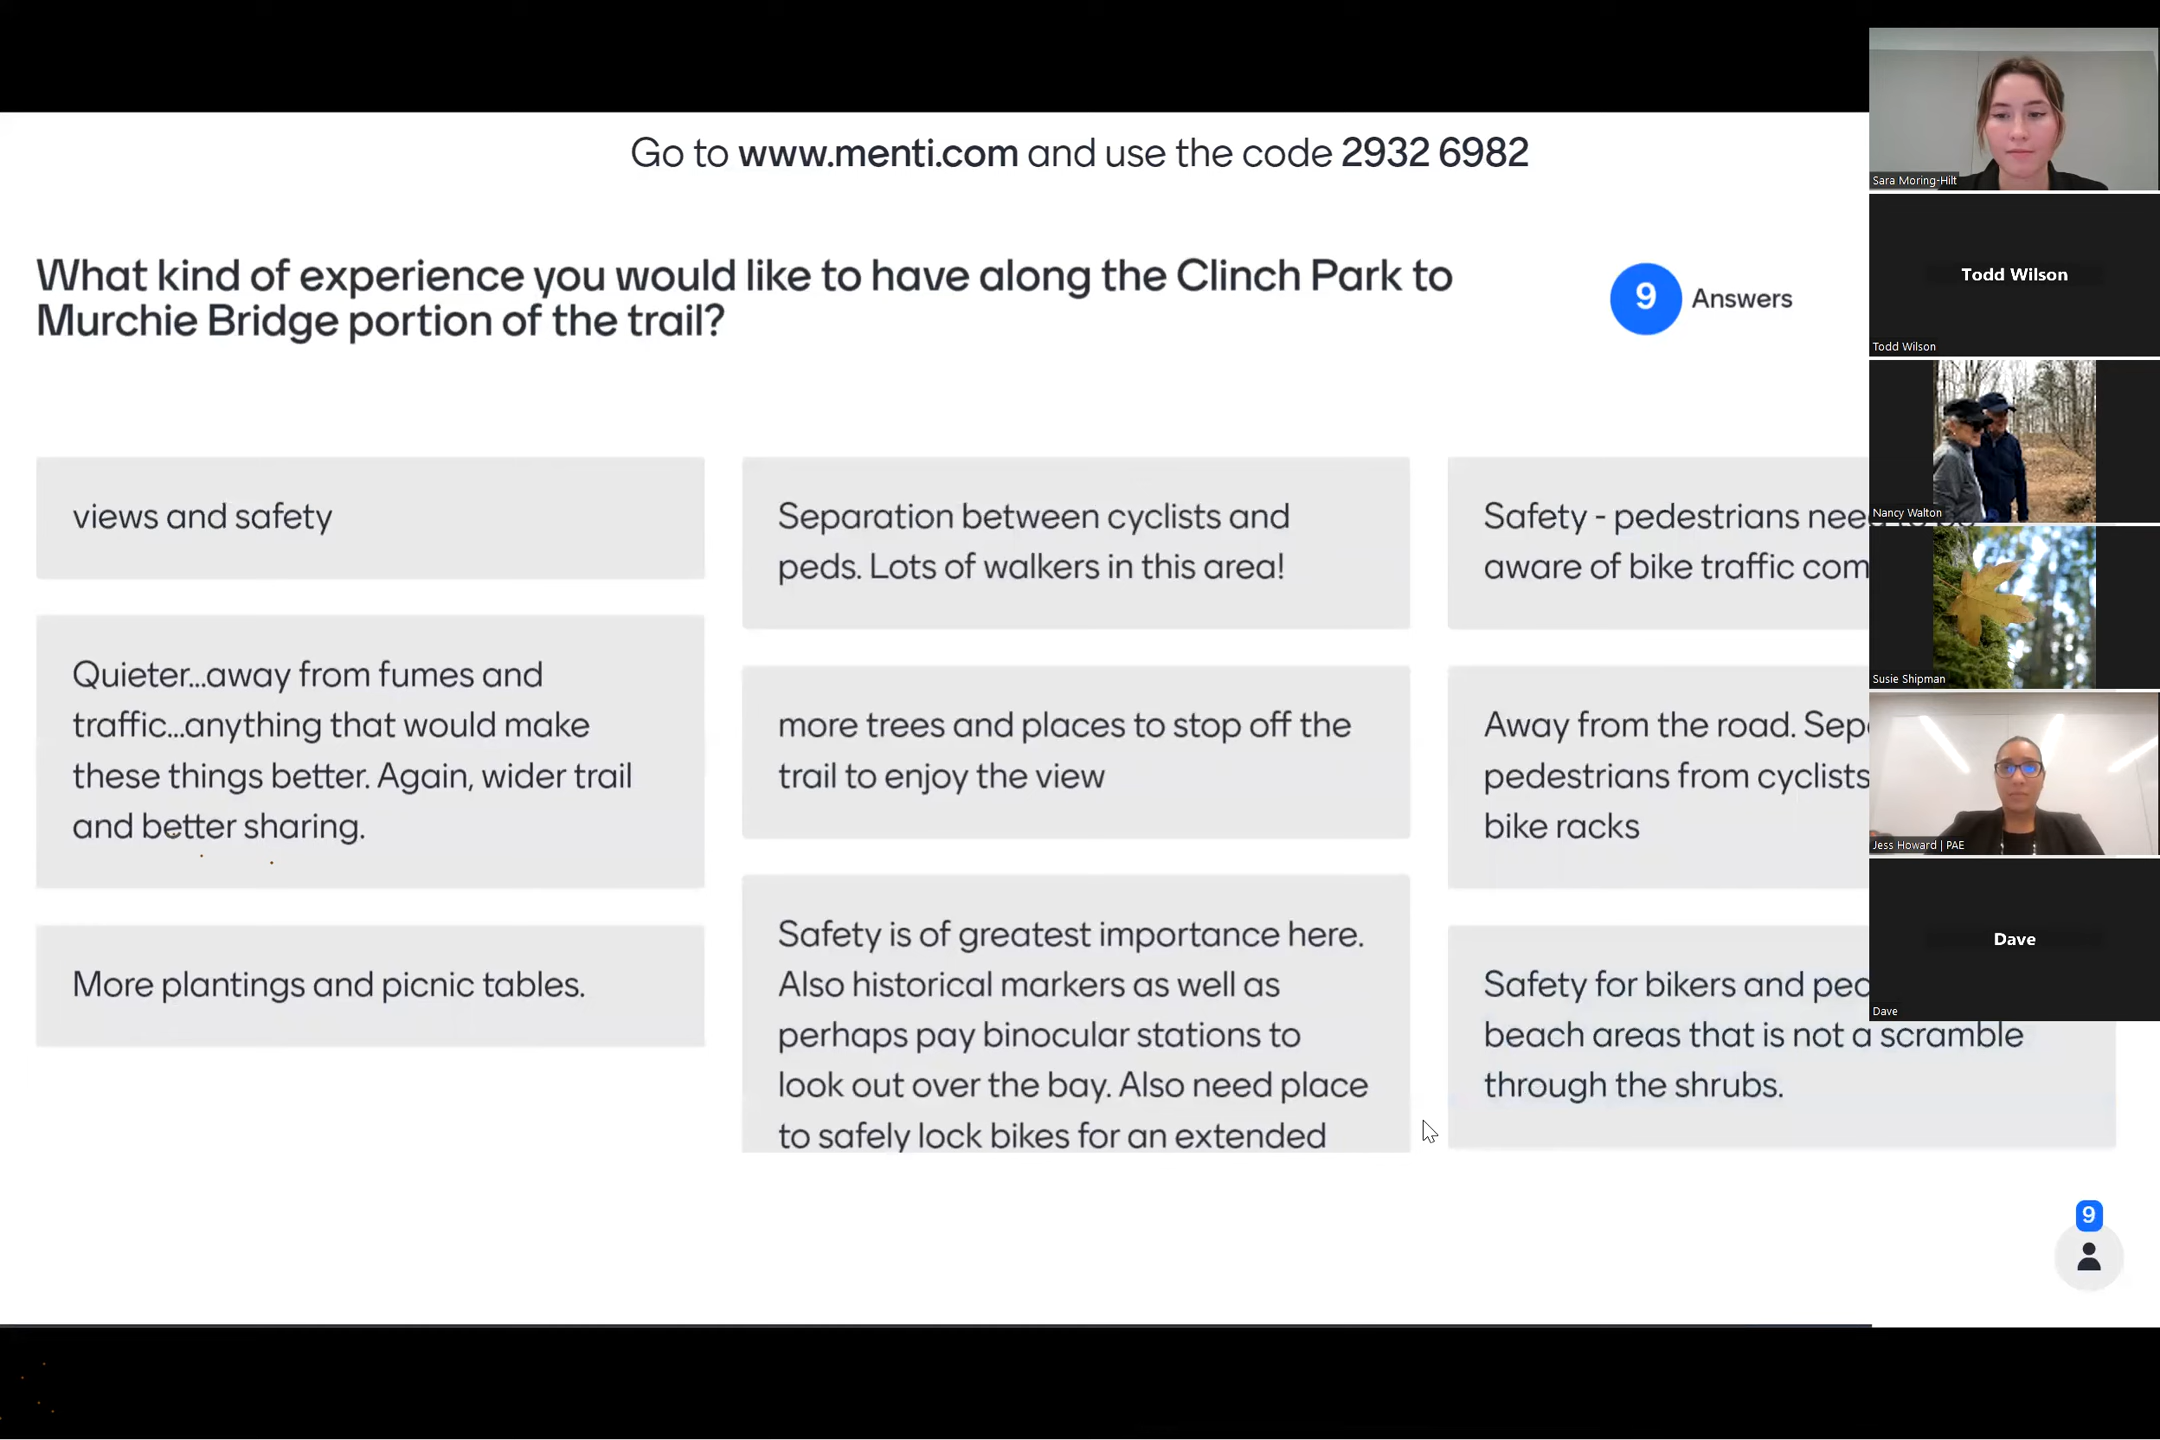 Go to www.menti.com and use the code 2932 6982
What kind of experience you would like to have along the Clinch Park to
Murchie Bridge portion of the trail?
9 Answers
views and safety
Quieter...away from fumes and
traffic...anything that would make
these things better. Again, wider trail
and better sharing.
More plantings and picnic tables.
Separation between cyclists and
peds. Lots of walkers in this area!
more trees and places to stop off the
trail to enjoy the view
Safety is of greatest importance here.
Also historical markers as well as
perhaps pay binocular stations to
look out over the bay. Also need place
to safely lock bikes for an extended
Safety - pedestrians
aware of bike traffic
Away from the road.
pedestrians from cyclists
bike racks
Safety for bikers and
beach areas that is not a scramble
through the shrubs.
9
Sara Moring-Hilt
Todd Wilson
Todd Wilson
Nancy Walton
Susie Shipman
Jess Howard | PAE
Dave
Dave